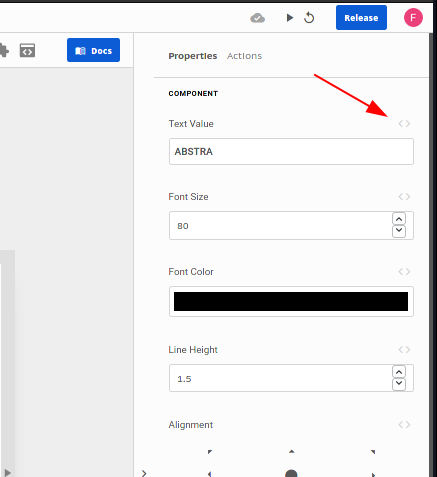 Release
F
Docs
Properties Actions
COMPONENT
Text Value
ABSTRA
Font Size
80
Font Color
Line Height
1.5
Alignment